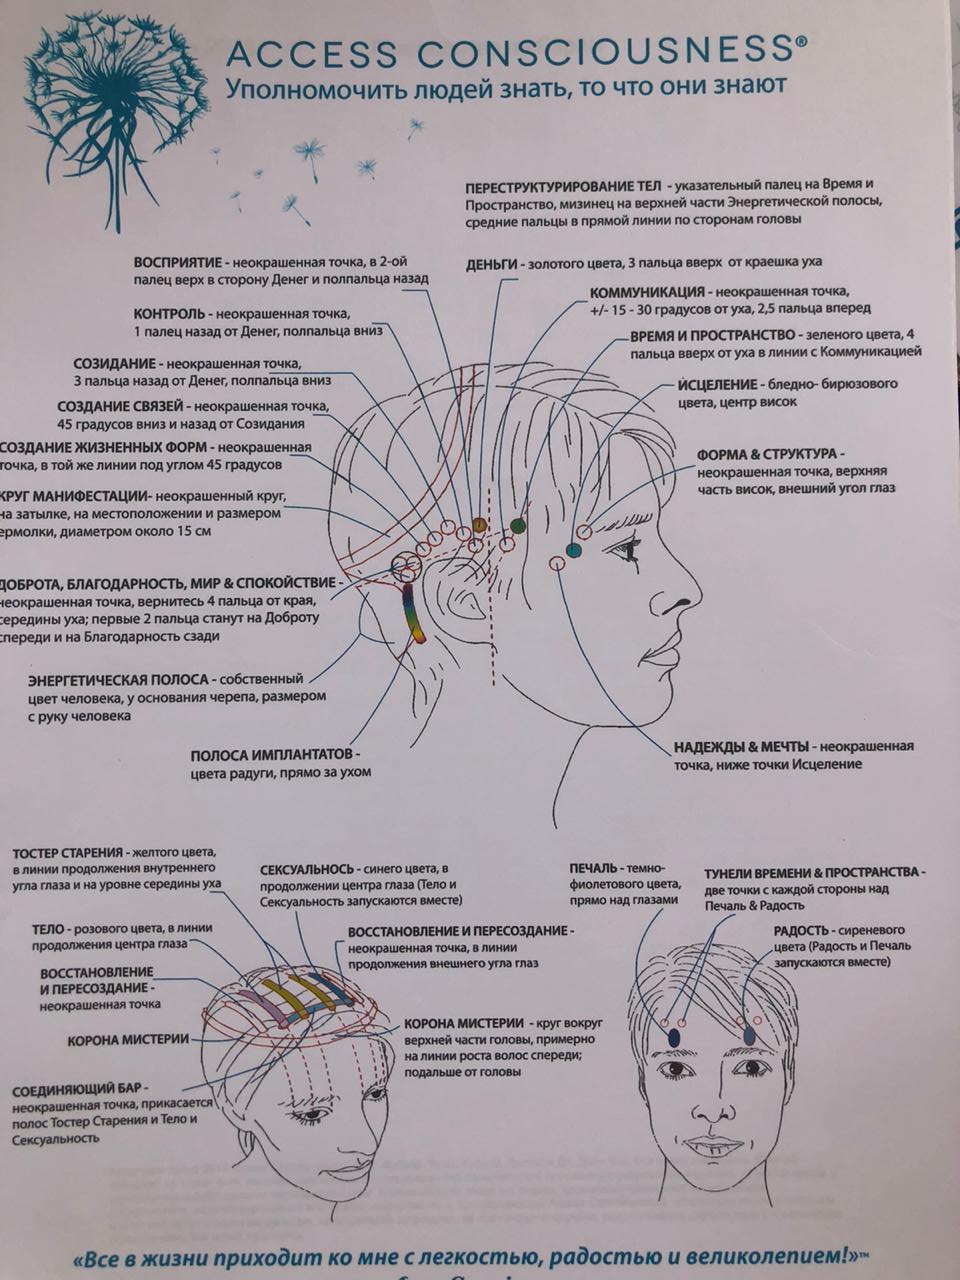 ACCESS CONSCIOUSNESS®
Уполномочить людей знать, то что они знают
ПЕРЕСТРУКТУРИРОВАНИЕ ТЕЛ - указательный палец на Время и
Пространство, мизинец на верхней части Энергетической полосы,
средние пальцы в прямой линии по сторонам головы
ВОСПРИЯТИЕ - неокрашенная точка, в 2-ой
палец верх в сторону Денег и полпальца назад
ДЕНЬГИ - золотого цвета, 3 пальца вверх от краешка уха
КОММУНИКАЦИЯ - неокрашенная точка,
+/- 15 - 30 градусов от уха, 2,5 пальца вперед
КОНТРОЛЬ - неокрашенная точка,
1 палец назад от Денег, полпальца вниз
ВРЕМЯ И ПРОСТРАНСТВО - зеленого цвета, 4
пальца вверх от уха в линии с Коммуникацией
СОЗИДАНИЕ - неокрашенная точка,
3 пальца назад от Денег, полпальца вниз
ИСЦЕЛЕНИЕ - бледно- бирюзового
цвета, центр висок
СОЗДАНИЕ СВЯЗЕЙ - неокрашенная точка,
45 градусов вниз и назад от Созидания
СОЗДАНИЕ ЖИЗНЕННЫХ ФОРМ - неокрашенная
точка, в той же линии под углом 45 градусов
ФОРМА & СТРУКТУРА -
неокрашенная точка, верхняя
часть висок, внешний угол глаз
КРУГ МАНИФЕСТАЦИИ- неокрашенный круг,
на затылке, на местоположении и размером
ермолки, диаметром около 15 см
ДОБРОТА, БЛАГОДАРНОСТЬ, МИР & СПОКОЙСТВИЕ -
неокрашенная точка, вернитесь 4 пальца от края,
середины уха; первые 2 пальца станут на Доброту
спереди и на Благодарность сзади
ЭНЕРГЕТИЧЕСКАЯ ПОЛОСА - собственный
цвет человека, у основания черепа, размером
с руку человека
ПОЛОСА ИМПЛАНТАТОВ -
цвета радуги, прямо за ухом
НАДЕЖДЫ & МЕЧТЫ - неокрашенная
точка, ниже точки Исцеление
ТОСТЕР СТАРЕНИЯ - желтого цвета,
в линии продолжения внутреннего
угла глаза и на уровне середины уха
СЕКСУАЛЬНОСЬ - синего цвета, в
продолжении центра глаза (Тело и
Сексуальность запускаются вместе)
ПЕЧАЛЬ - темно-
фиолетового цвета,
прямо над глазами
ТУНЕЛИ ВРЕМЕНИ & ПРОСТРАНСТВА -
две точки с каждой стороны над
Печаль & Радость
ТЕЛО - розового цвета, в линии
продолжения центра глаза
ВОССТАНОВЛЕНИЕ И ПЕРЕСОЗДАНИЕ -
неокрашенная точка, в линии
продолжения внешнего угла глаз
РАДОСТЬ - сиреневого
цвета (Радость и Печаль
запускаются вместе)
ВОССТАНОВЛЕНИЕ
И ПЕРЕСОЗДАНИЕ -
неокрашенная точка
КОРОНА МИСТЕРИИ
КОРОНА МИСТЕРИИ - круг вокруг
верхней части головы, примерно
на линии роста волос спереди;
подальше от головы
СОЕДИНЯЮЩИЙ БАР -
неокрашенная точка, прикасается
полос Тостер Старения и Тело и
Сексуальность
«Все в жизни приходит ко мне с легкостью, радостью и великолепием!»™